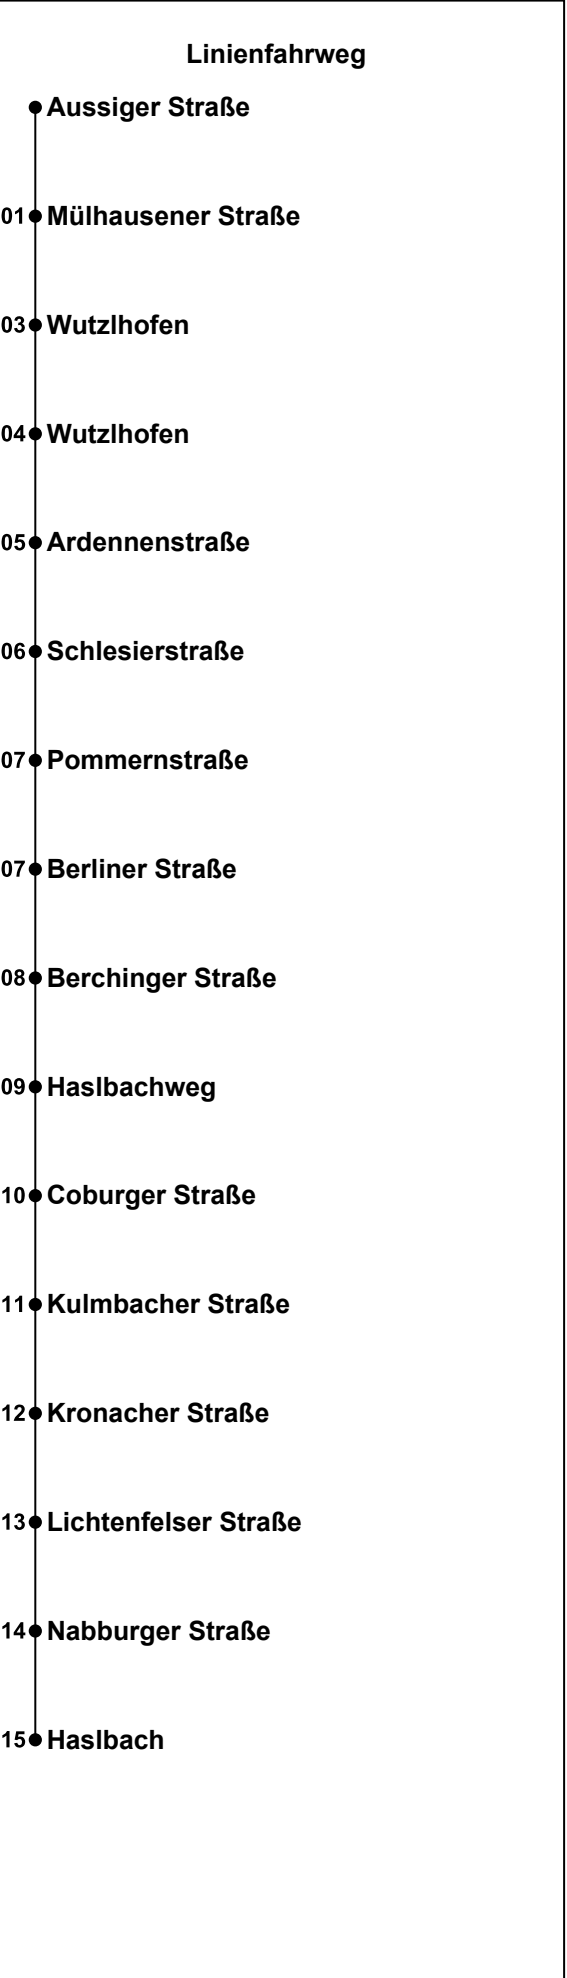 Linienfahrweg
Aussiger Straße
01 Mülhausener Straße
03 Wutzlhofen
04 Wutzlhofen
05 Ardennenstraße
06 Schlesierstraße
07 Pommernstraße
07 Berliner Straße
08 Berchinger Straße
09 Haslbachweg
10 Coburger Straße
11 Kulmbacher Straße
12 Kronacher Straße
13 Lichtenfelser Straße
14 Nabburger Straße
15 Haslbach